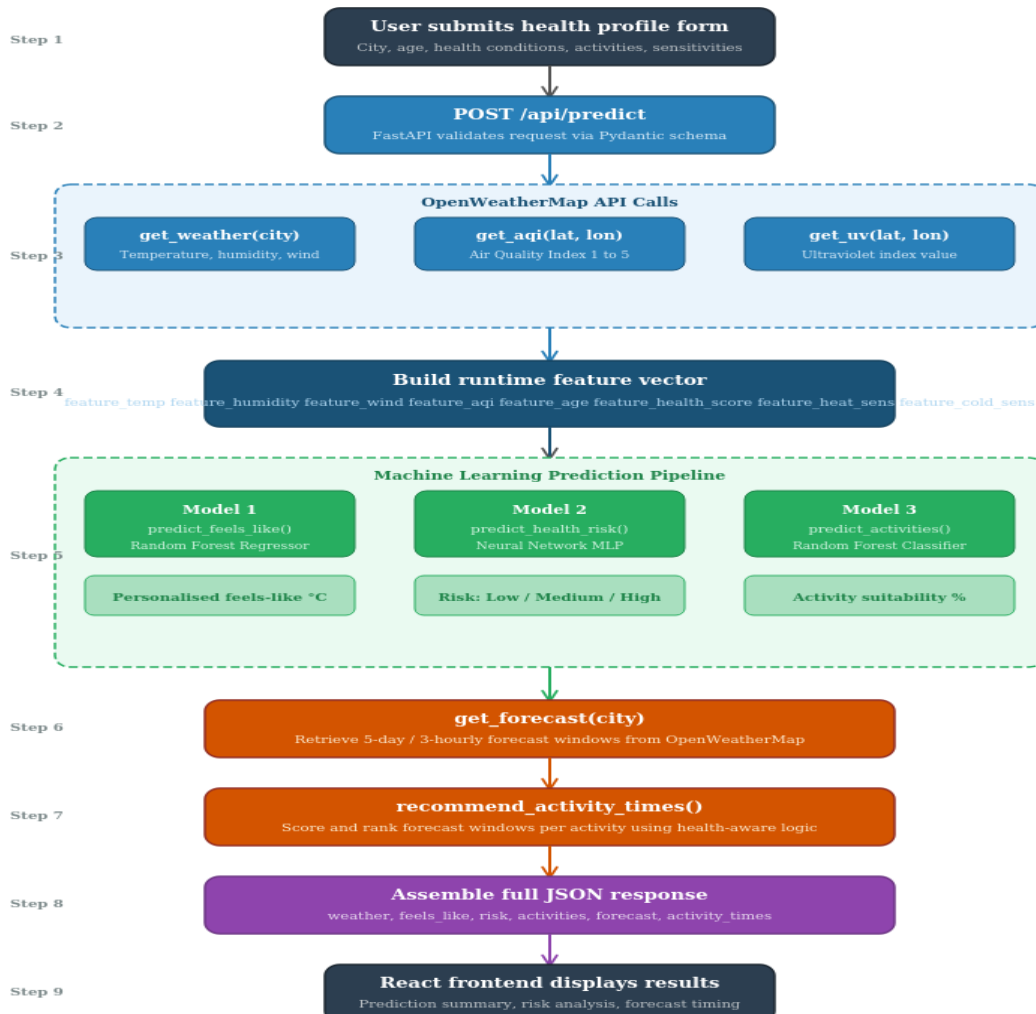 Step 1
User submits health profile form
City, age, health conditions, activities, sensitivities
Step 2
POST /api/predict
FastAPI validates request via Pydantic schema
OpenWeatherMap API Calls
Step 3
get_weather(city)
Temperature, humidity, wind
get_aqi(lat, lon)
Air Quality Index 1 to 5
get_uv(lat, lon)
Ultraviolet index value
Step 4
Build runtime feature vector
feature_temp feature_humidity feature_wind feature_aqi feature_age feature_health_score feature_heat_sens feature_cold_sens
Machine Learning Prediction Pipeline
Step 5
Model 1
predict_feels_like()
Random Forest Regressor
Model 2
predict_health_risk()
Neural Network MLP
Model 3
predict_activities()
Random Forest Classifier
Personalised feels-like °C
Risk: Low / Medium / High
Activity suitability %
Step 6
get_forecast(city)
Retrieve 5-day / 3-hourly forecast windows from OpenWeatherMap
Step 7
recommend_activity_times()
Score and rank forecast windows per activity using health-aware logic
Step 8
Assemble full JSON response
weather, feels_like, risk, activities, forecast, activity_times
Step 9
React frontend displays results
Prediction summary, risk analysis, forecast timing